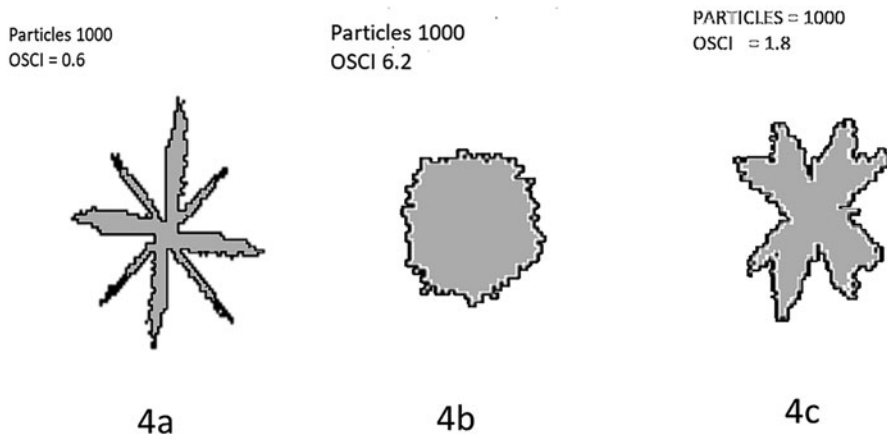 Particles 1000
OSCI = 0.6
Particles 1000
OSCI 6.2
PARTICLES = 1000
OSCI = 1.8
4a
4b
4c